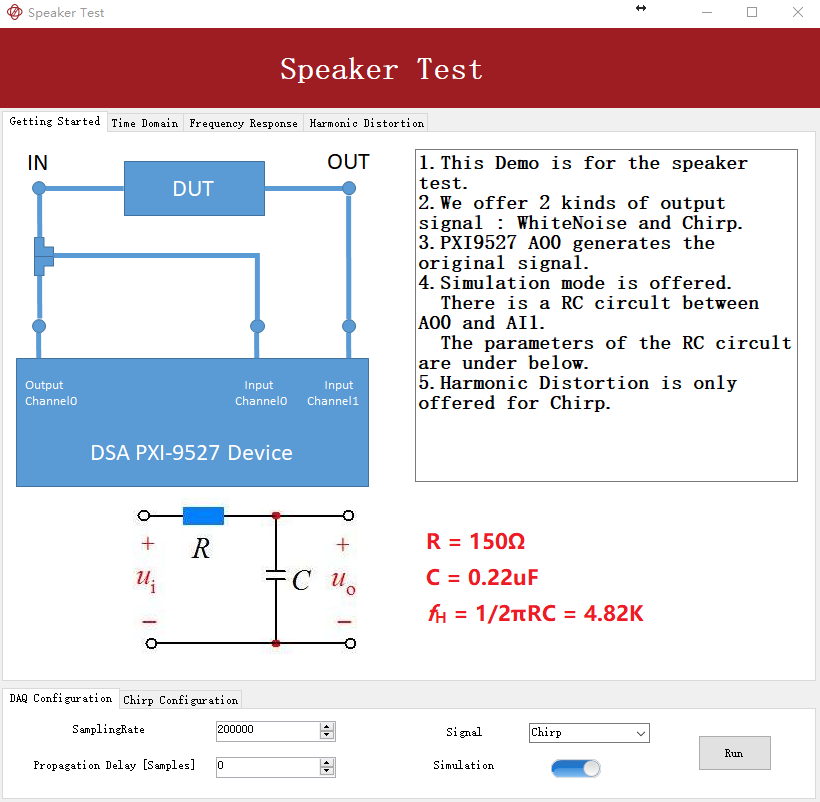 Speaker Test
Speaker Test
Getting Started Time Domain Frequency Response Harmonic Distortion
IN
OUT
DUT
Output
Channel0
Input
Channel0
Input
Channel1
DSA PXI-9527 Device
1.This Demo is for the speaker
test.
2.We offer 2 kinds of output
signal : WhiteNoise and Chirp.
3.PXI9527 AO0 generates the
original signal.
4.Simulation mode is offered.
There is a RC circult between
AO0 and AI1.
The parameters of the RC circult
are under below.
5.Harmonic Distortion is only
offered for Chirp.
+
R
+
ui
C
uo
−
−
R = 150Ω
C = 0.22uF
fH = 1/2πRC = 4.82K
DAQ Configuration Chirp Configuration
SamplingRate 200000
Signal Chirp
Run
Propagation Delay [Samples] 0
Simulation